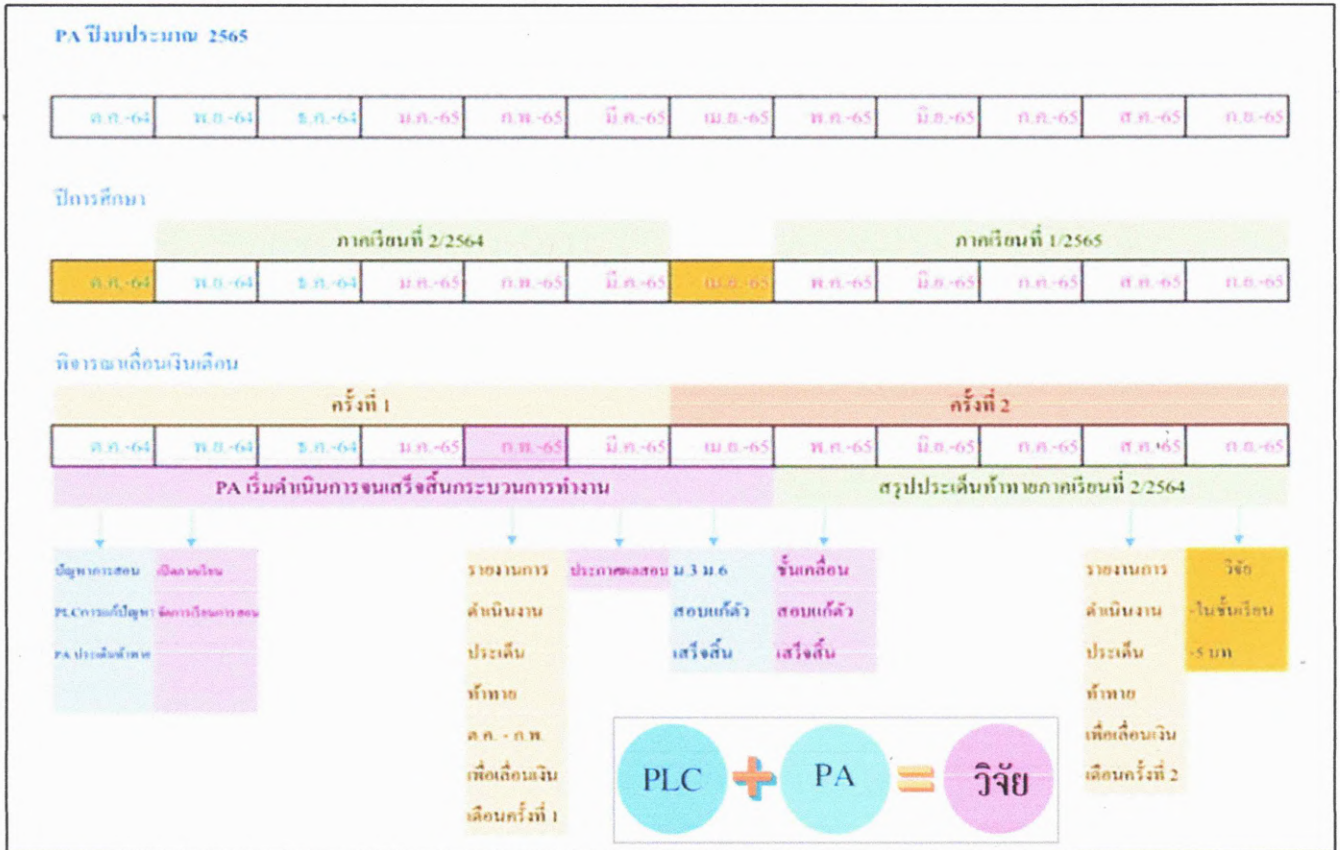 PA ปีงบประมาณ 2565
ต.ค.-64 พ.ย.-64 ธ.ค.-64 ม.ค.-65 ก.พ.-65 มี.ค.-65 เม.ย.-65 พ.ค.-65 มิ.ย.-65 ก.ค.-65 ส.ค.-65 ก.ย.-65
ปีการศึกษา
ภาคเรียนที่ 2/2564 ภาคเรียนที่ 1/2565
ต.ค.-64 พ.ย.-64 ธ.ค.-64 ม.ค.-65 ก.พ.-65 มี.ค.-65 เม.ย.-65 พ.ค.-65 มิ.ย.-65 ก.ค.-65 ส.ค.-65 ก.ย.-65
พิจารณาเลื่อนเงินเดือน
ครั้งที่ 1 ครั้งที่ 2
ต.ค.-64 พ.ย.-64 ธ.ค.-64 ม.ค.-65 ก.พ.-65 มี.ค.-65 เม.ย.-65 พ.ค.-65 มิ.ย.-65 ก.ค.-65 ส.ค.-65 ก.ย.-65
PA เริ่มดำเนินการจนเสร็จสิ้นกระบวนการทำงาน สรุปประเด็นท้าทายภาคเรียนที่ 2/2564
ปัญหาการสอน
PLCการแก้ปัญหา
PA ประเด็นท้าทาย
เปิดภาคเรียน
จัดการเรียนการสอน
รายงานการ
ดำเนินงาน
ประเด็น
ท้าทาย
ต.ค. - ก.พ.
เพื่อเลื่อนเงิน
เดือนครั้งที่ 1
ประกาศผลสอบ
ม 3 ม 6
สอบแก้ตัว
เสร็จสิ้น
ชั้นเคลื่อน
สอบแก้ตัว
เสร็จสิ้น
รายงานการ
ดำเนินงาน
ประเด็น
ท้าทาย
เพื่อเลื่อนเงิน
เดือนครั้งที่ 2
วิจัย
-ในชั้นเรียน
-5 บท
PLC + PA = วิจัย